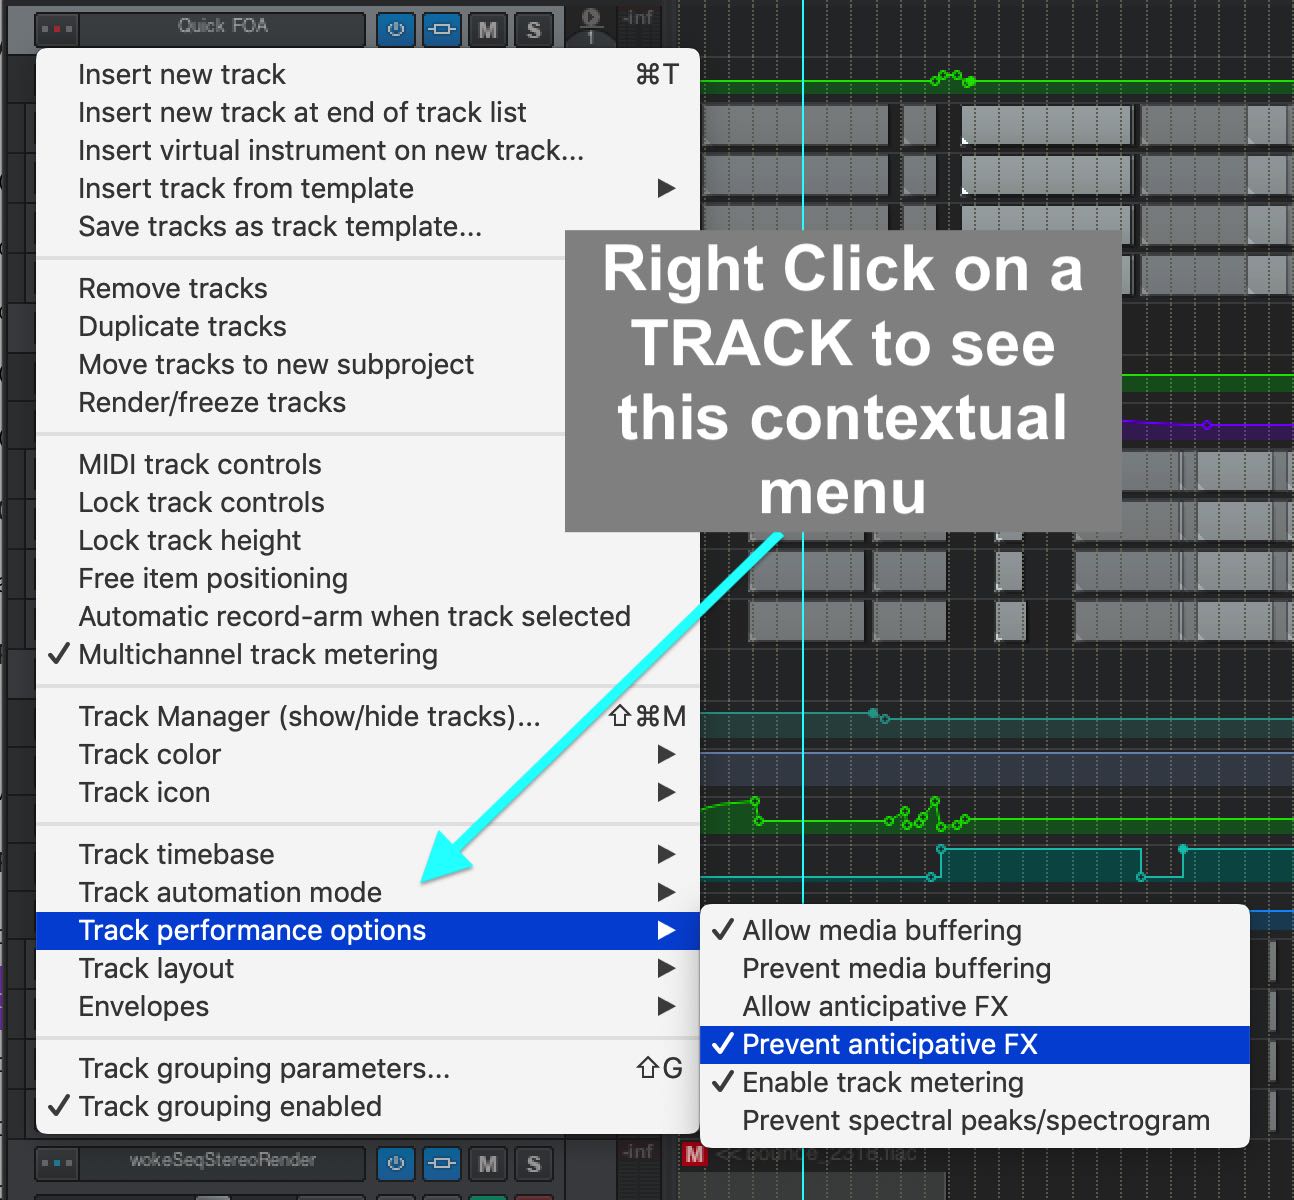 Quick FOA
M
S
1
-inf
Insert new track ⌘T
Insert new track at end of track list
Insert virtual instrument on new track...
Insert track from template ▶
Save tracks as track template...
Remove tracks
Duplicate tracks
Move tracks to new subproject
Render/freeze tracks
Right Click on a
TRACK to see
this contextual
menu
MIDI track controls
Lock track controls
Lock track height
Free item positioning
Automatic record-arm when track selected
✓ Multichannel track metering
Track Manager (show/hide tracks)... ⇧⌘M
Track color ▶
Track icon ▶
Track timebase ▶
Track automation mode ▶
Track performance options ▶
Track layout ▶
Envelopes ▶
Track grouping parameters... ⇧G
✓ Track grouping enabled
✓ Allow media buffering
Prevent media buffering
Allow anticipative FX
✓ Prevent anticipative FX
✓ Enable track metering
Prevent spectral peaks/spectrogram
wokeSeqStereoRender
M
S
-inf
M
<< bounce_2318.flac